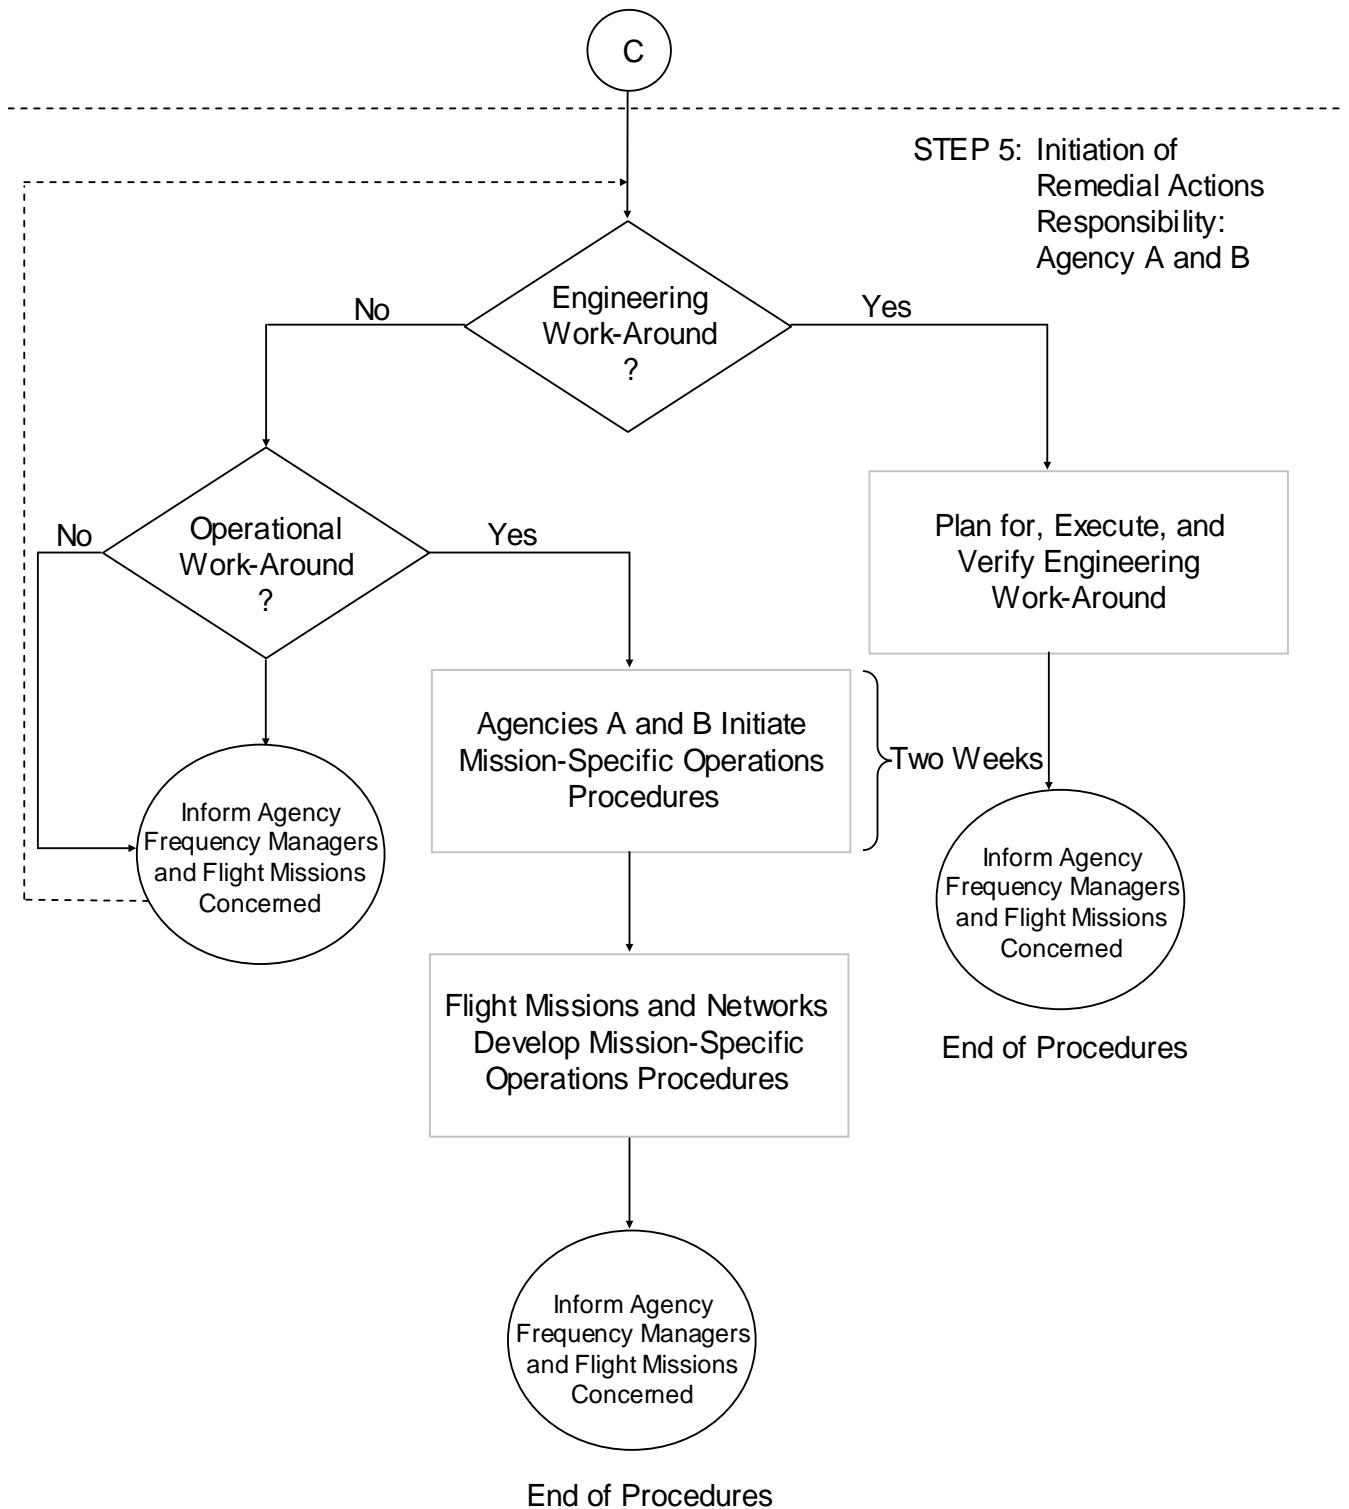 C
STEP 5: Initiation of
Remedial Actions
Responsibility:
Agency A and B
Engineering
Work-Around
?
No
Yes
Operational
Work-Around
?
No
Yes
Plan for, Execute, and
Verify Engineering
Work-Around
Agencies A and B Initiate
Mission-Specific Operations
Procedures
Two Weeks
Inform Agency
Frequency Managers
and Flight Missions
Concerned
Inform Agency
Frequency Managers
and Flight Missions
Concerned
End of Procedures
Flight Missions and Networks
Develop Mission-Specific
Operations Procedures
Inform Agency
Frequency Managers
and Flight Missions
Concerned
End of Procedures